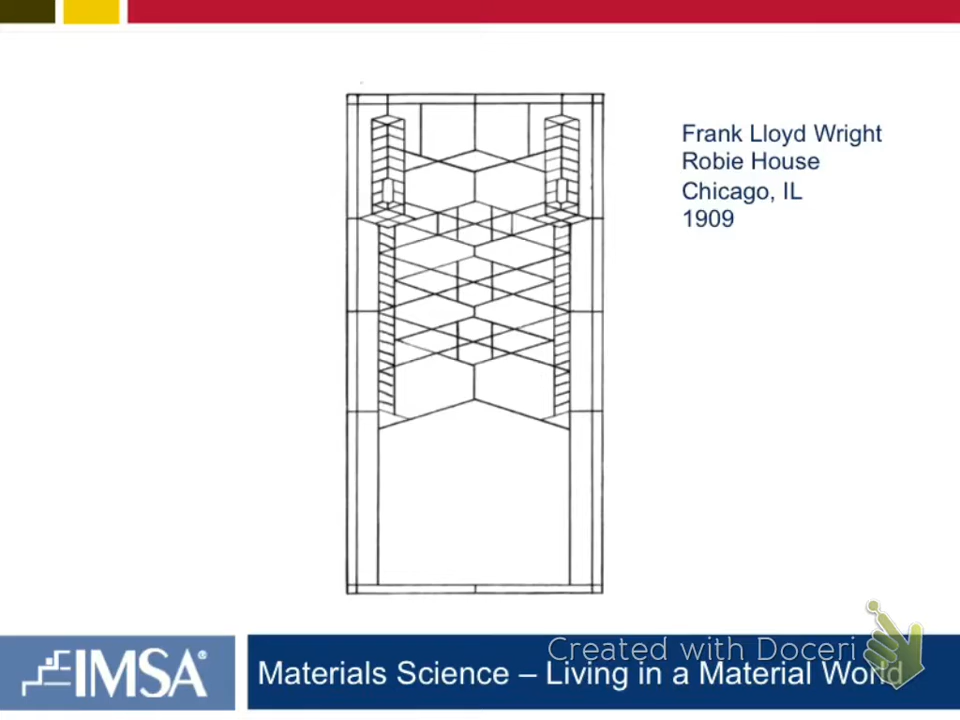 Frank Lloyd Wright
Robie House
Chicago, IL
1909
Created with Doceri
IMSA®
Materials Science – Living in a Material World